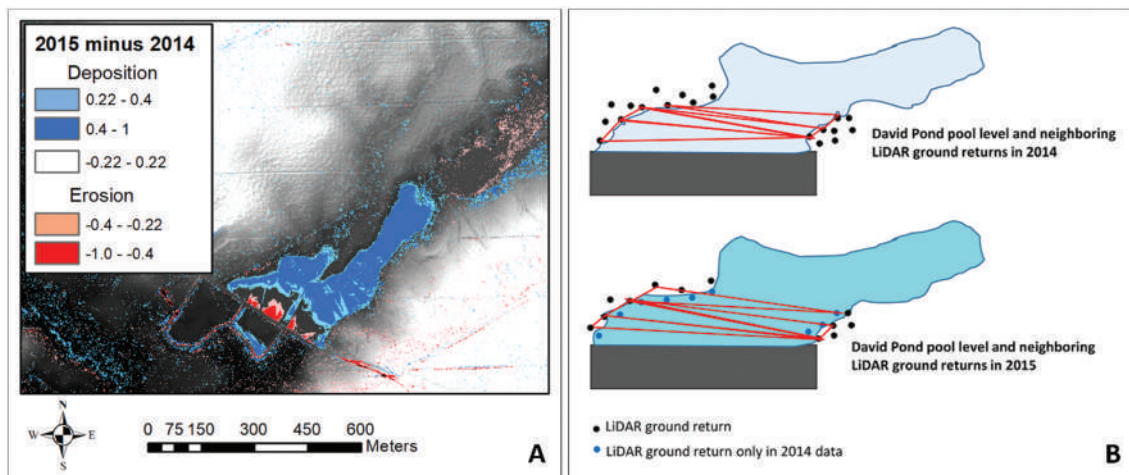 2015 minus 2014
Deposition
0.22 - 0.4
0.4 - 1
-0.22 - 0.22
Erosion
-0.4 - -0.22
-1.0 - -0.4
N
W E
S
0 75 150 300 450 600
Meters
A
David Pond pool level and neighboring
LiDAR ground returns in 2014
David Pond pool level and neighboring
LiDAR ground returns in 2015
LiDAR ground return
LiDAR ground return only in 2014 data
B